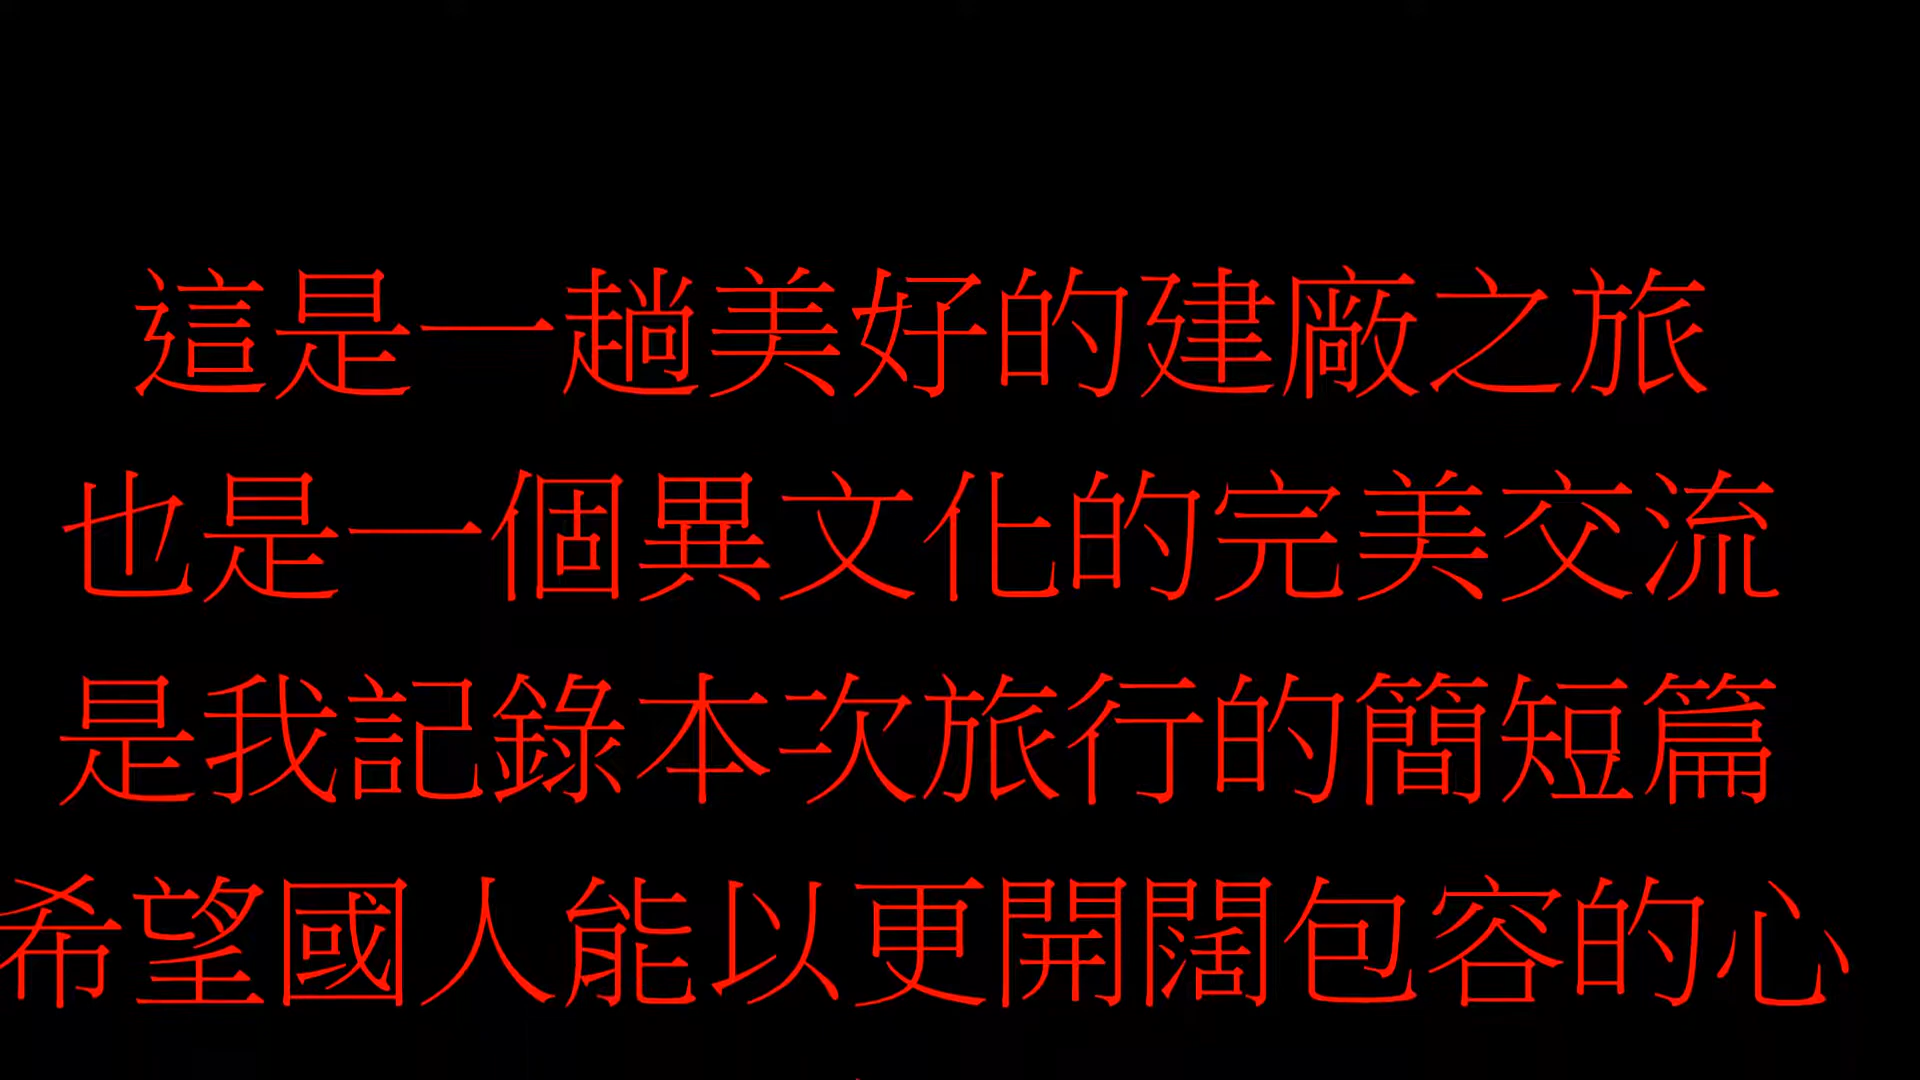 這是一趟美好的建廠之旅
也是一個異文化的完美交流
是我記錄本次旅行的簡短篇
希望國人能以更開闊包容的心